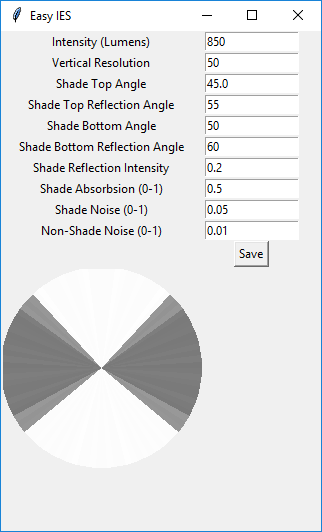 Easy IES
Intensity (Lumens) 850
Vertical Resolution 50
Shade Top Angle 45.0
Shade Top Reflection Angle 55
Shade Bottom Angle 50
Shade Bottom Reflection Angle 60
Shade Reflection Intensity 0.2
Shade Absorbsion (0-1) 0.5
Shade Noise (0-1) 0.05
Non-Shade Noise (0-1) 0.01
Save